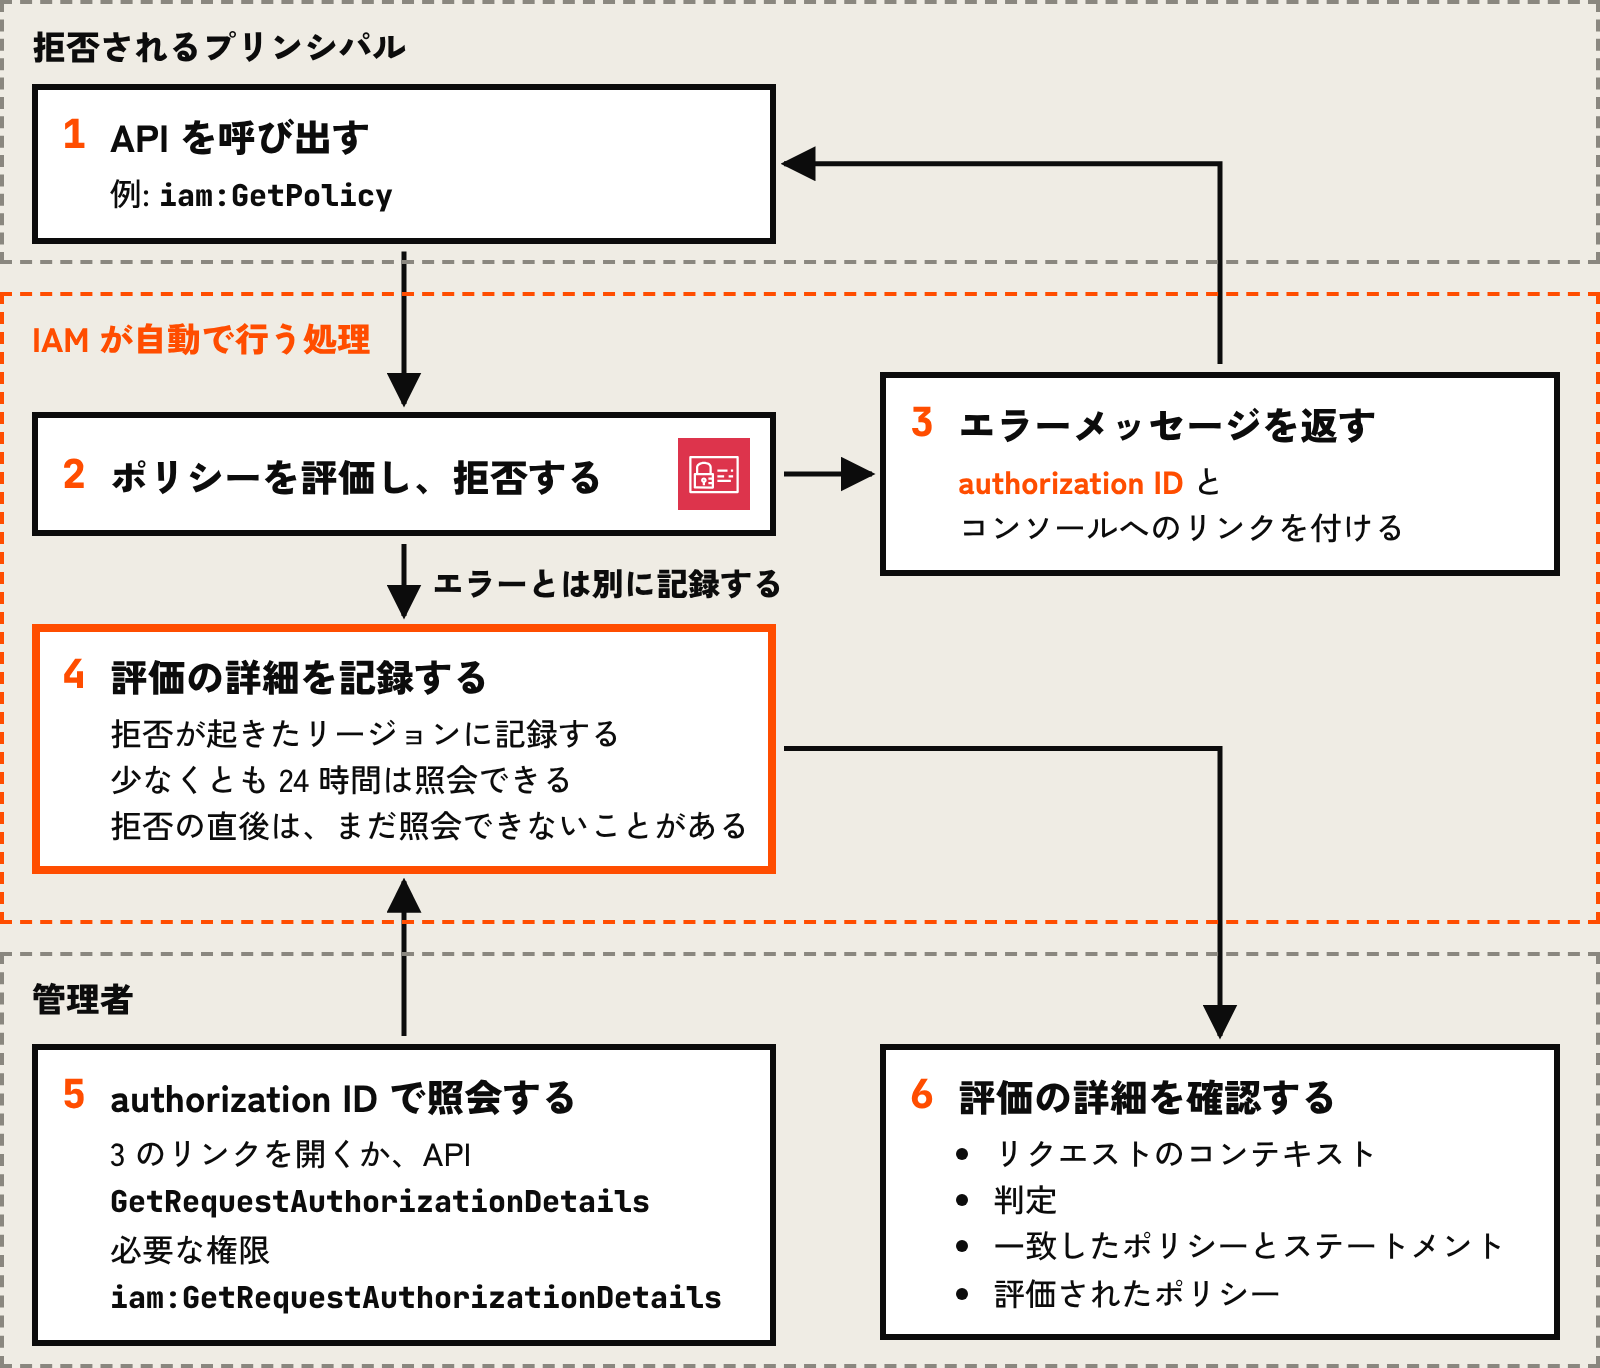 拒否されるプリンシパル
1 API を呼び出す
例: iam:GetPolicy
IAM が自動で行う処理
2 ポリシーを評価し、拒否する
3 エラーメッセージを返す
authorization ID と
コンソールへのリンクを付ける
エラーとは別に記録する
4 評価の詳細を記録する
拒否が起きたリージョンに記録する
少なくとも 24 時間は照会できる
拒否の直後は、まだ照会できないことがある
管理者
5 authorization ID で照会する
3 のリンクを開くか、API
GetRequestAuthorizationDetails
必要な権限
iam:GetRequestAuthorizationDetails
6 評価の詳細を確認する
• リクエストのコンテキスト
• 判定
• 一致したポリシーとステートメント
• 評価されたポリシー